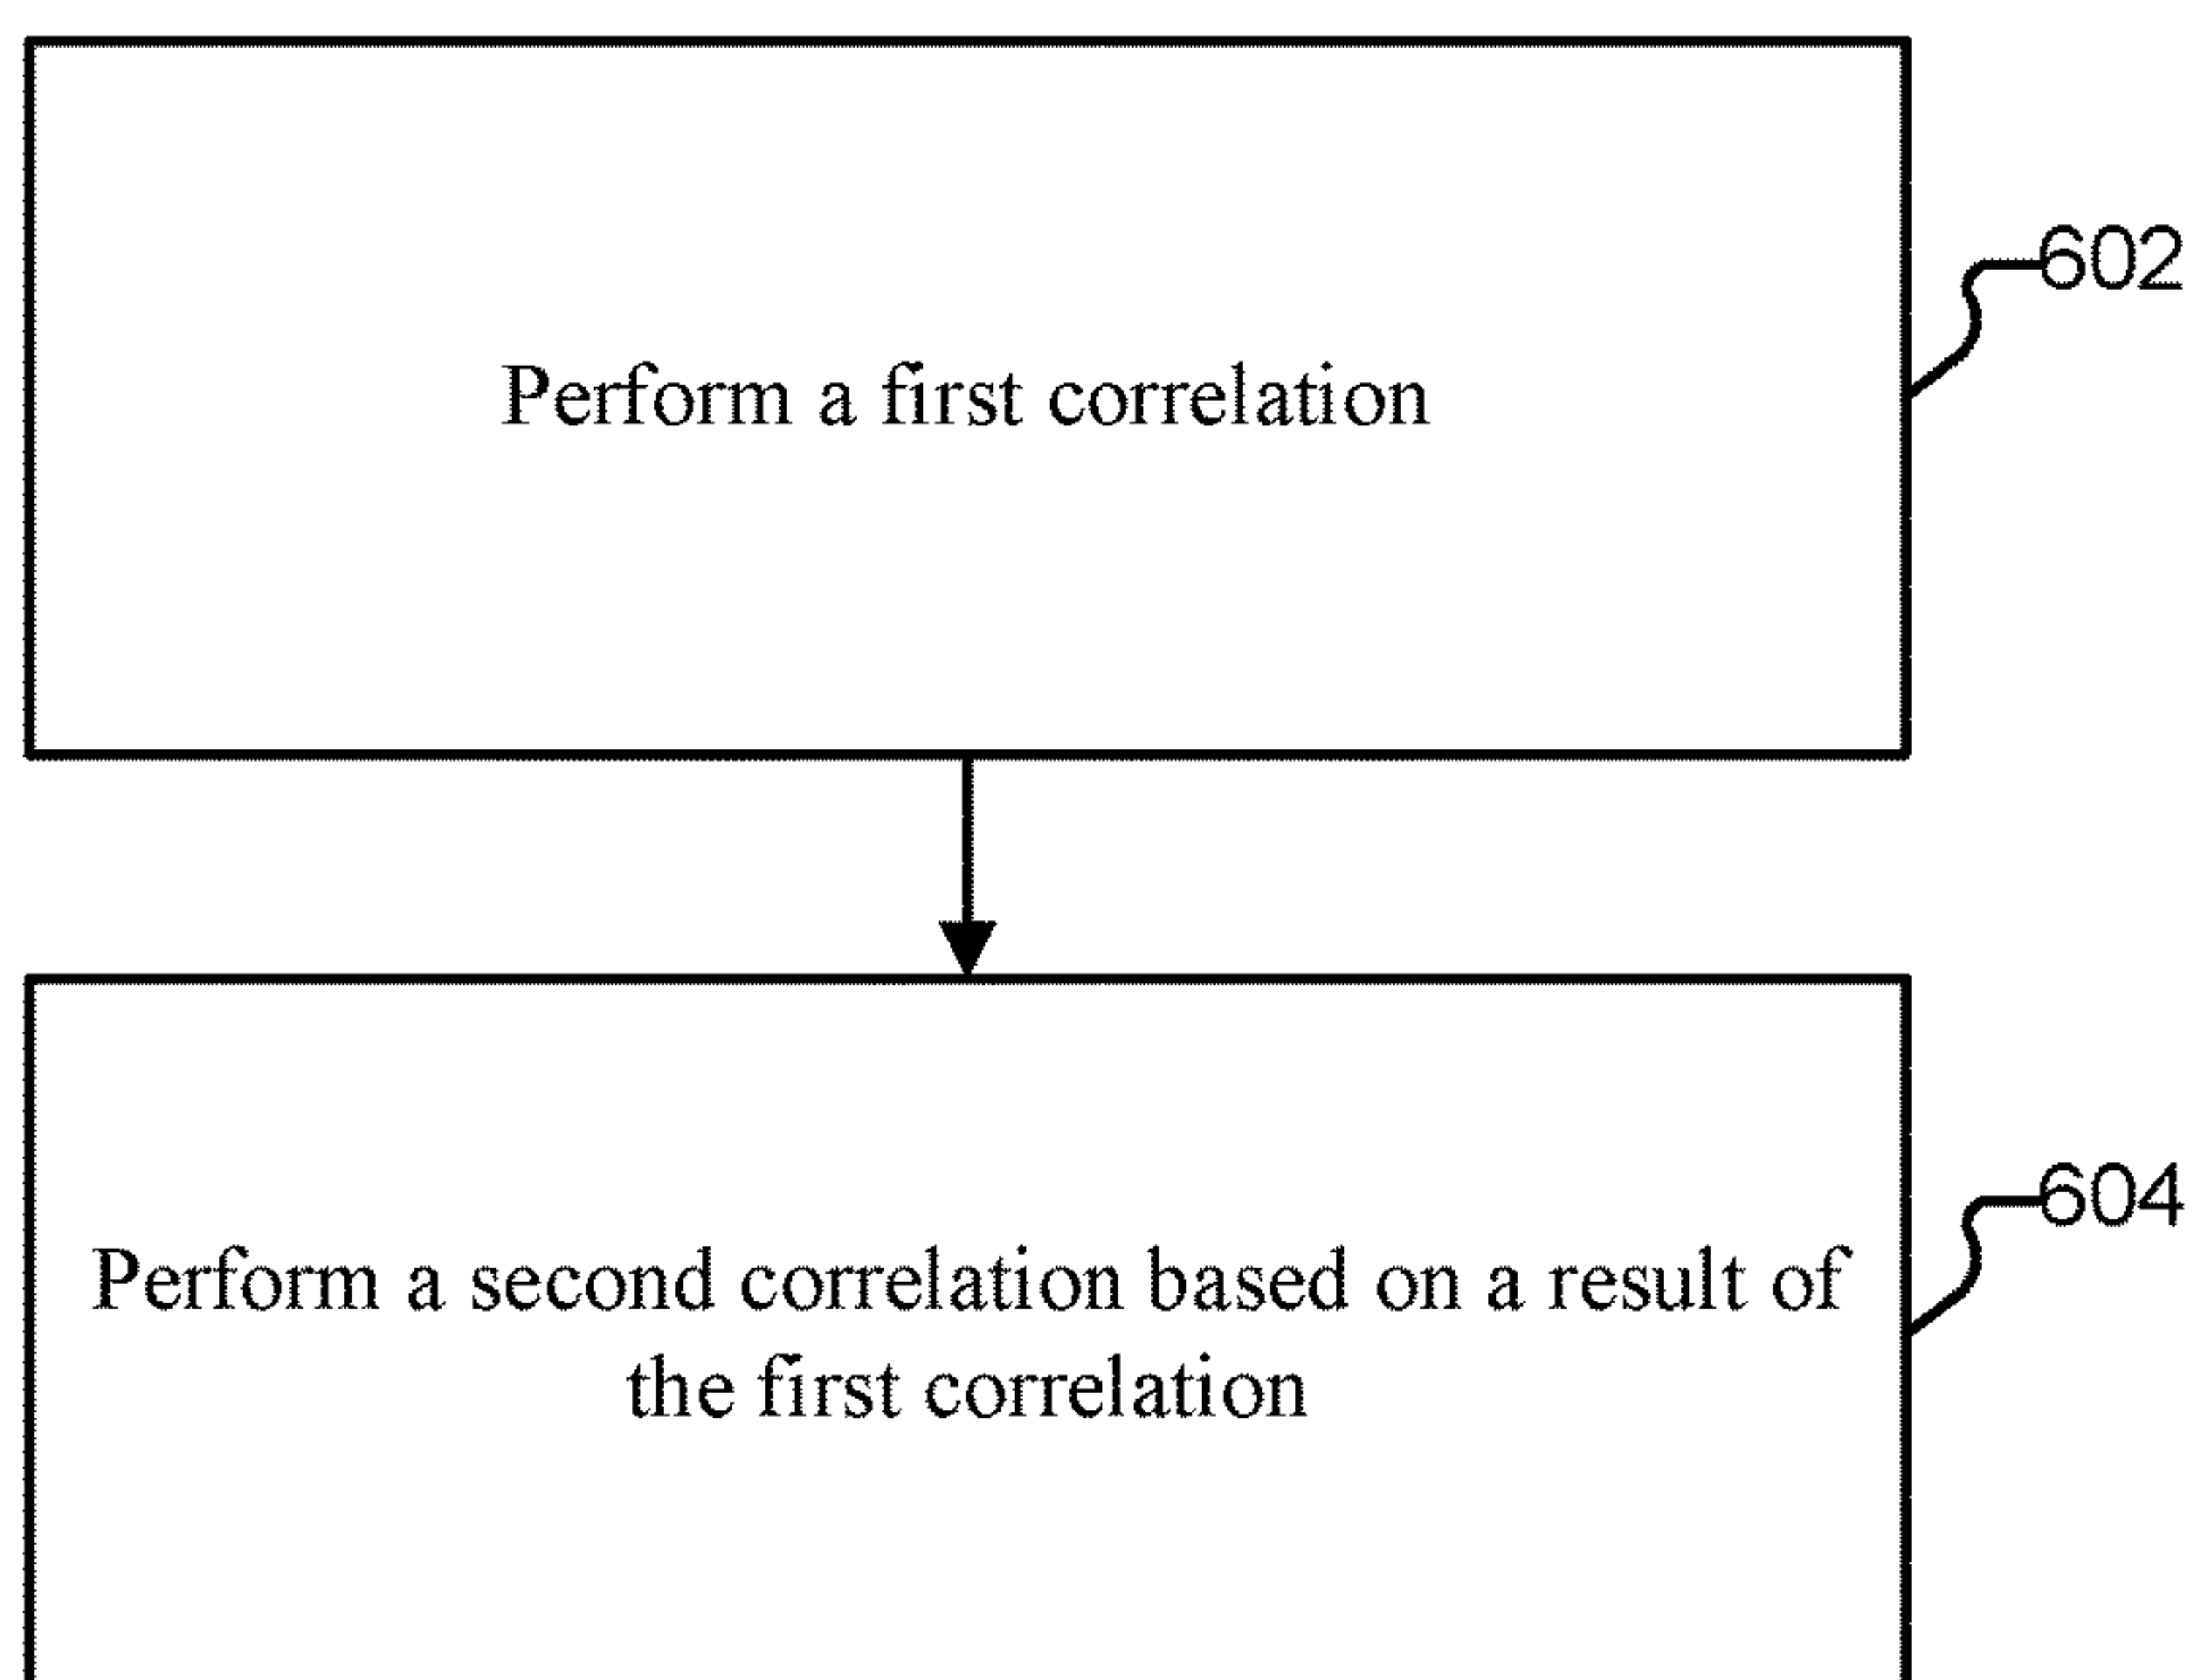 602
Perform a first correlation
604
Perform a second correlation based on a result of
the first correlation